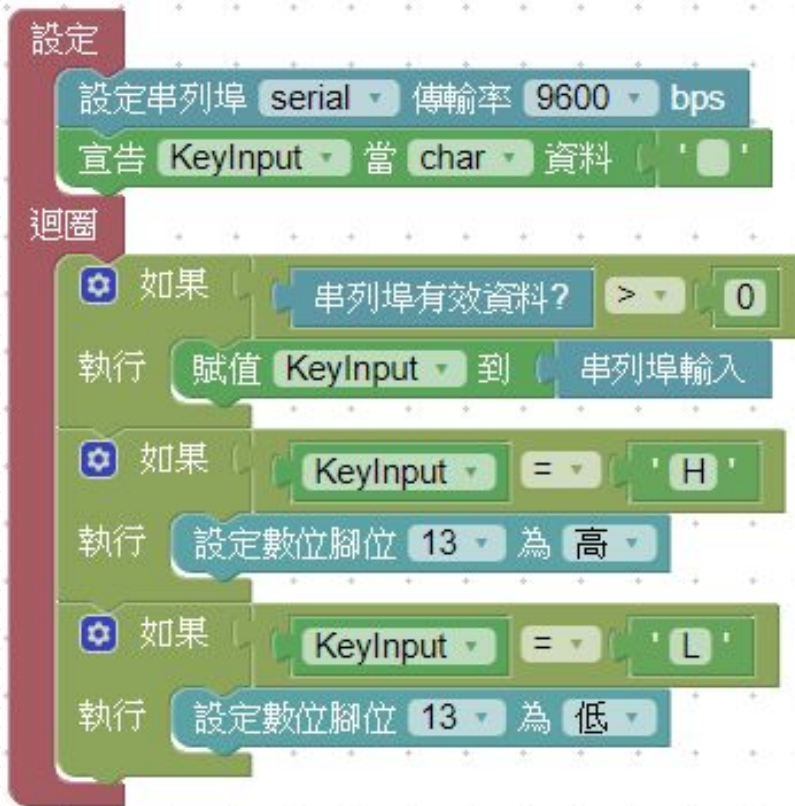 設定
設定串列埠 serial 傳輸率 9600 bps
宣告 KeyInput 當 char 資料 ' '
迴圈
如果 串列埠有效資料? > 0
執行 賦值 KeyInput 到 串列埠輸入
如果 KeyInput = 'H'
執行 設定數位腳位 13 為 高
如果 KeyInput = 'L'
執行 設定數位腳位 13 為 低